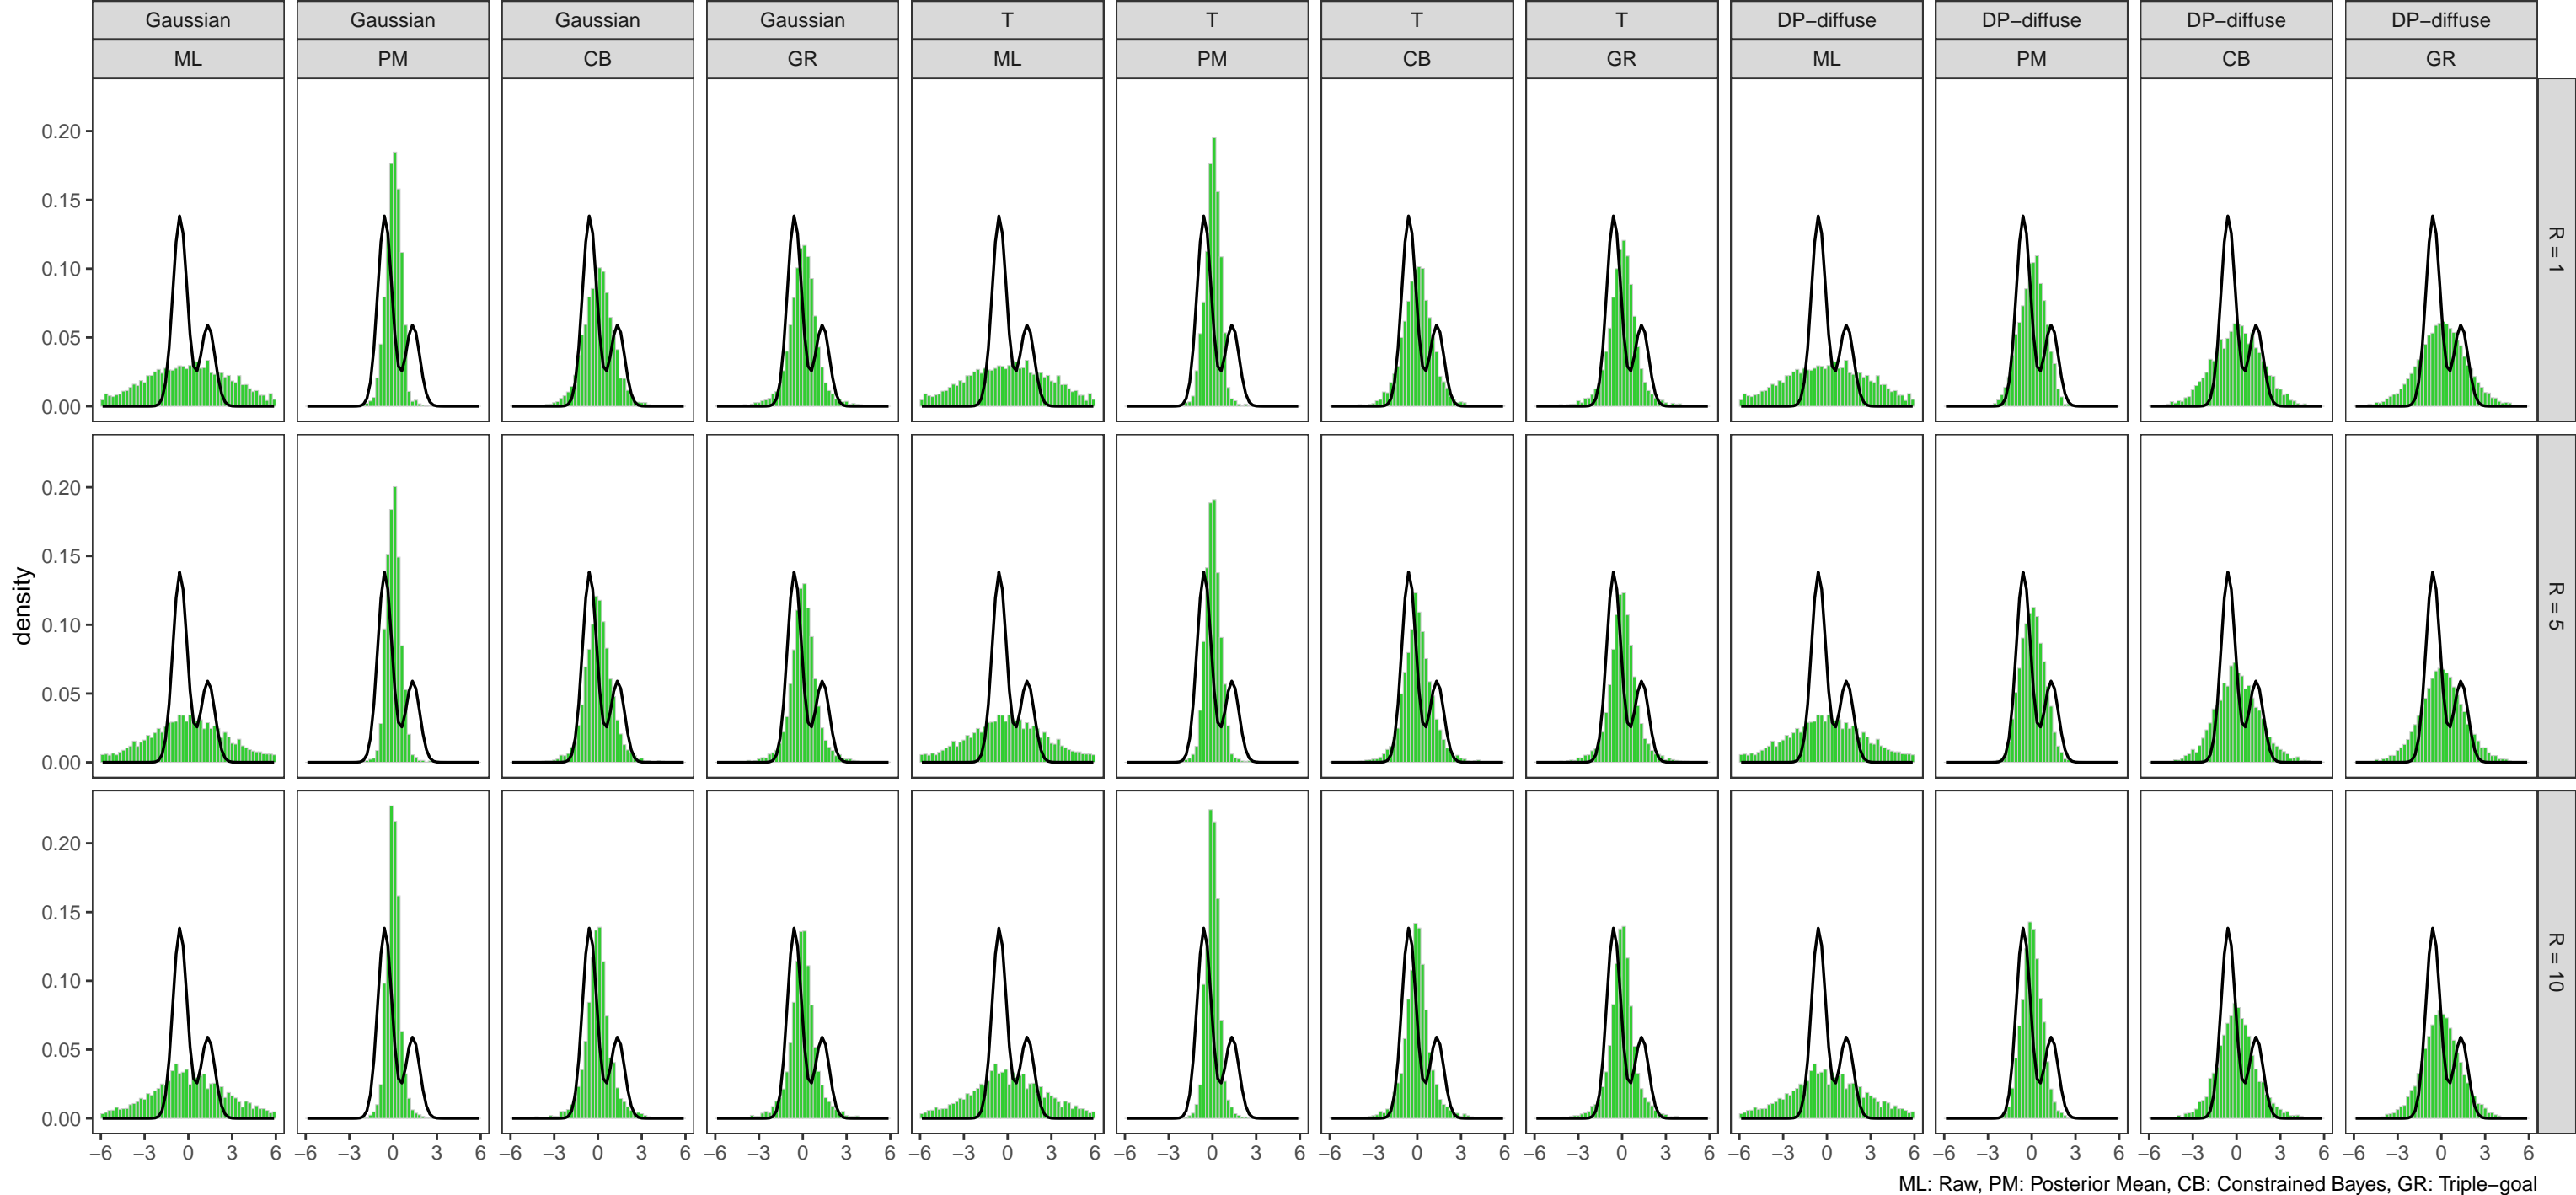 Gaussian Gaussian Gaussian Gaussian T T T T DP−diffuse DP−diffuse DP−diffuse DP−diffuse
ML PM CB GR ML PM CB GR ML PM CB GR
0.20
0.15
0.10
0.05
0.00
R = 1
0.20
0.15
0.10
0.05
0.00
R = 5
density
0.20
0.15
0.10
0.05
0.00
R = 10
−6 −3 0 3 6 −6 −3 0 3 6 −6 −3 0 3 6 −6 −3 0 3 6 −6 −3 0 3 6 −6 −3 0 3 6 −6 −3 0 3 6 −6 −3 0 3 6 −6 −3 0 3 6 −6 −3 0 3 6 −6 −3 0 3 6 −6 −3 0 3 6
ML: Raw, PM: Posterior Mean, CB: Constrained Bayes, GR: Triple−goal